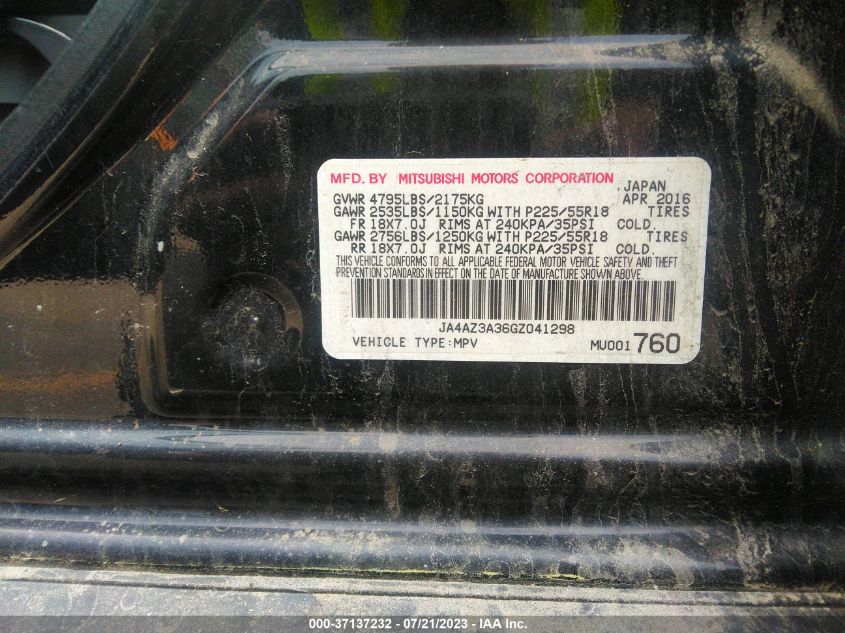 MFD. BY MITSUBISHI MOTORS CORPORATION , JAPAN
GVWR 4795LBS/2175KG APR 2016
GAWR 2535LBS/1150KG WITH P225/55R18 TIRES
FR 18X7.0J RIMS AT 240KPA/35PSI COLD.
GAWR 2756LBS/1250KG WITH P225/55R18 TIRES
RR 18X7.0J RIMS AT 240KPA/35PSI COLD.
THIS VEHICLE CONFORMS TO ALL APPLICABLE FEDERAL MOTOR VEHICLE SAFETY AND THEFT
PREVENTION STANDARDS IN EFFECT ON THE DATE OF MANUFACTURE SHOWN ABOVE.
JA4AZ3A36GZ041298
VEHICLE TYPE:MPV MU001760
000-37137232 - 07/21/2023 - IAA Inc.